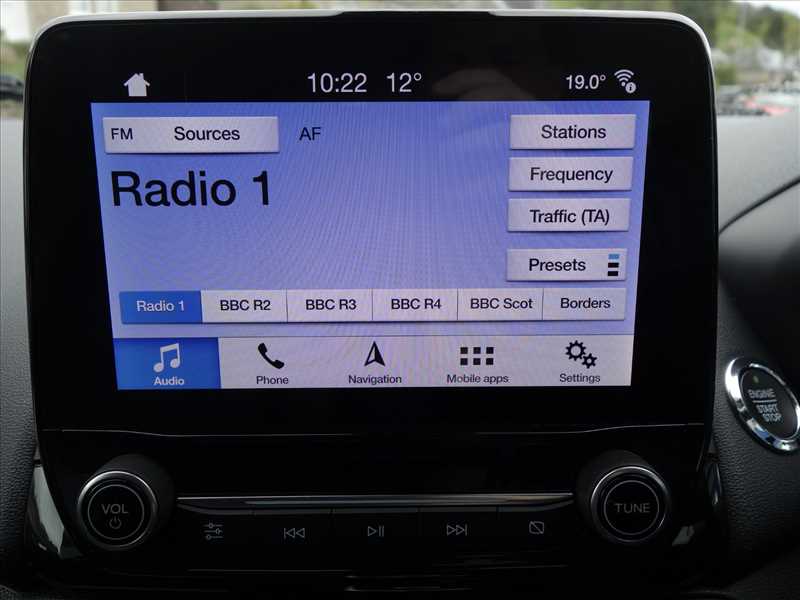 10:22 12° 19.0°
FM Sources AF Stations
Radio 1 Frequency
Traffic (TA)
Presets
Radio 1 BBC R2 BBC R3 BBC R4 BBC Scot Borders
Audio Phone Navigation Mobile apps Settings
ENGINE
START
STOP
VOL TUNE